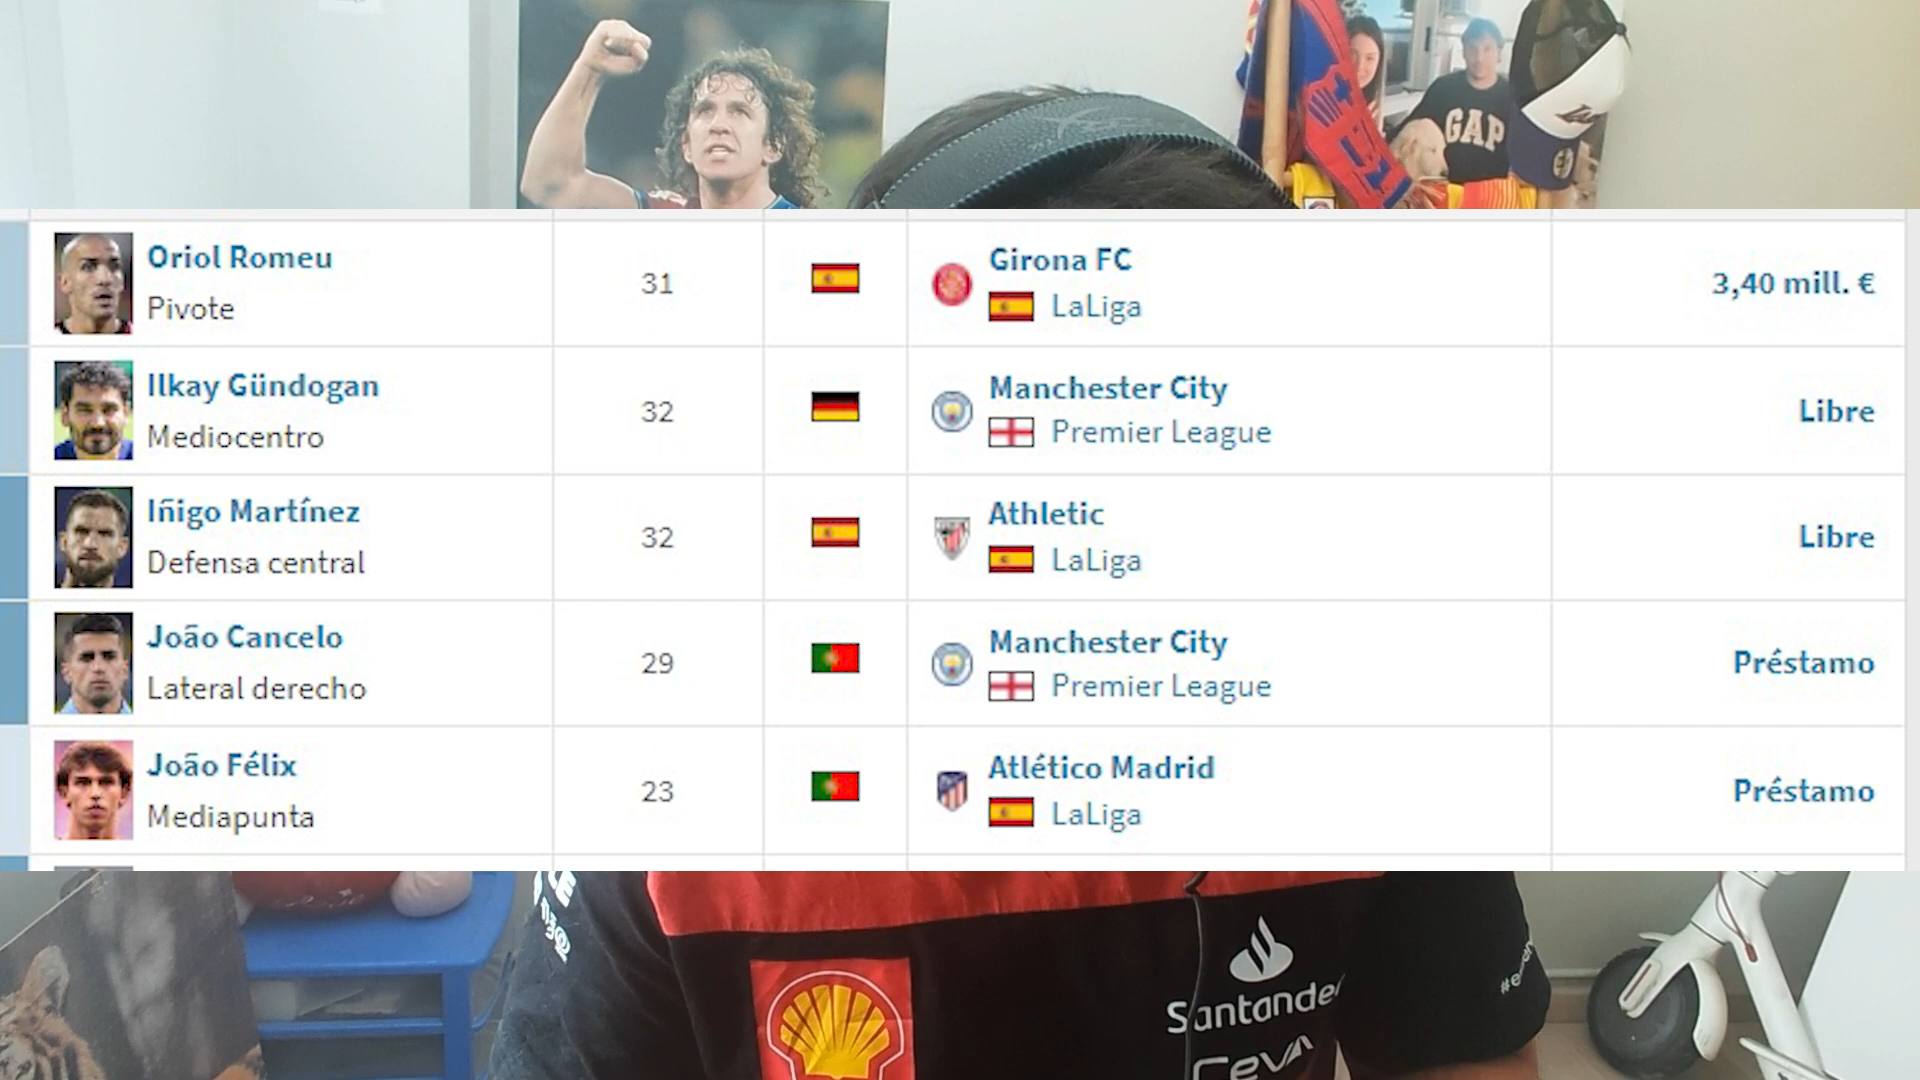 GAP
Oriol Romeu
Pivote
31
Girona FC
LaLiga
3,40 mill. €
Ilkay Gündogan
Mediocentro
32
Manchester City
Premier League
Libre
Iñigo Martínez
Defensa central
32
Athletic
LaLiga
Libre
João Cancelo
Lateral derecho
29
Manchester City
Premier League
Préstamo
João Félix
Mediapunta
23
Atlético Madrid
LaLiga
Préstamo
Santander
Ceva